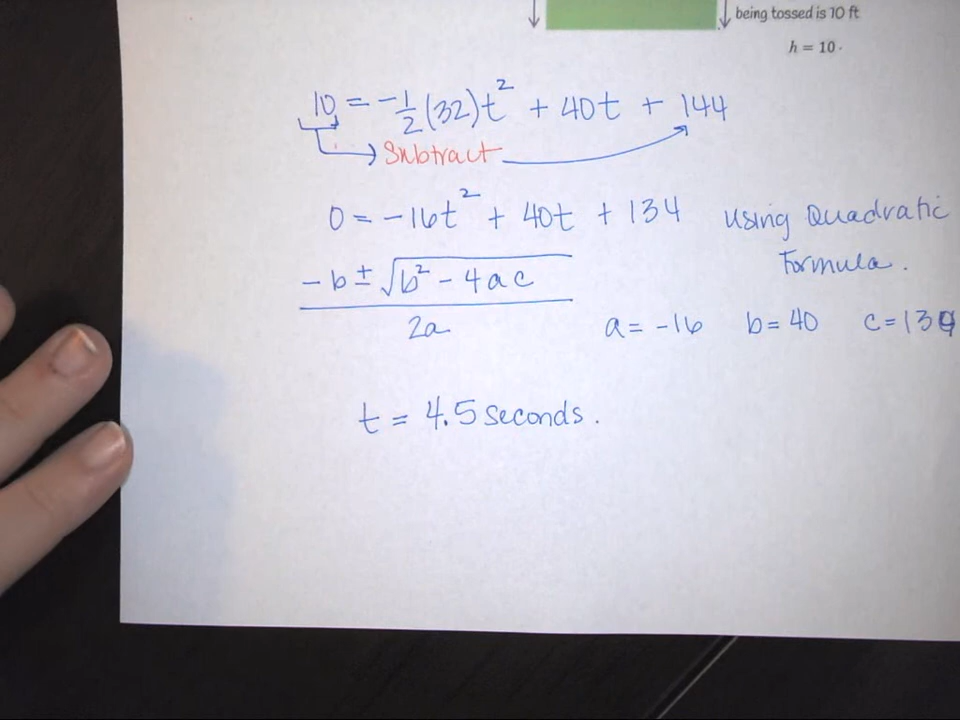 being tossed is 10 ft
h = 10.
10 = -1/2(32)t² + 40t + 144
Subtract
0 = -16t² + 40t + 134 using Quadratic
Formula.
-b ± √b² - 4ac
2a
a = -16 b = 40 c = 134
t = 4.5 seconds.